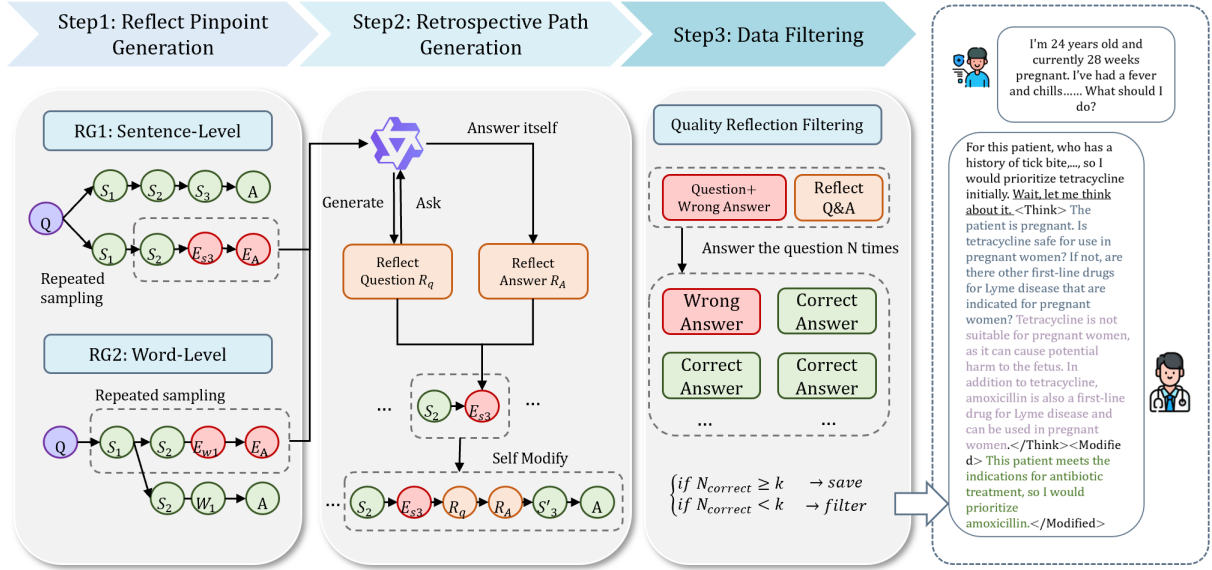 Step1: Reflect Pinpoint
Generation
Step2: Retrospective Path
Generation
Step3: Data Filtering
RG1: Sentence-Level
Q
S₁
S₂
S₃
A
S₁
S₂
Eₛ₃
E_A
Repeated
sampling
RG2: Word-Level
Repeated sampling
Q
S₁
S₂
E_w1
E_A
S₂
W₁
A
Answer itself
Generate
Ask
Reflect
Question R_q
Reflect
Answer R_A
...
S₂
Eₛ₃
...
Self Modify
...
S₂
Eₛ₃
R_q
R_A
S'₃
A
Quality Reflection Filtering
Question+
Wrong Answer
Reflect
Q&A
Answer the question N times
Wrong
Answer
Correct
Answer
Correct
Answer
Correct
Answer
...
...
{if N_correct ≥ k → save
if N_correct < k → filter
I'm 24 years old and
currently 28 weeks
pregnant. I've had a fever
and chills...... What should I
do?
For this patient, who has a
history of tick bite,..., so I
would prioritize tetracycline
initially. Wait, let me think
about it. <Think> The
patient is pregnant. Is
tetracycline safe for use in
pregnant women? If not, are
there other first-line drugs
for Lyme disease that are
indicated for pregnant
women? Tetracycline is not
suitable for pregnant women,
as it can cause potential
harm to the fetus. In
addition to tetracycline,
amoxicillin is also a first-line
drug for Lyme disease and
can be used in pregnant
women.</Think><Modifie
d> This patient meets the
indications for antibiotic
treatment, so I would
prioritize
amoxicillin.</Modified>